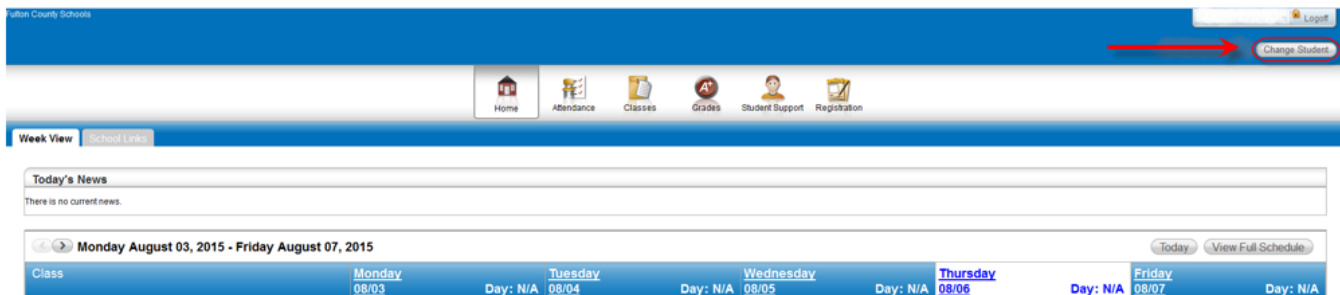 Fulton County Schools
Logoff
Change Student
Home Attendance Classes Grades Student Support Registration
Week View School Links
Today's News
There is no current news.
Monday August 03, 2015 - Friday August 07, 2015 Today View Full Schedule
Class Monday Tuesday Wednesday Thursday Friday
08/03 Day: N/A 08/04 Day: N/A 08/05 Day: N/A 08/06 Day: N/A 08/07 Day: N/A